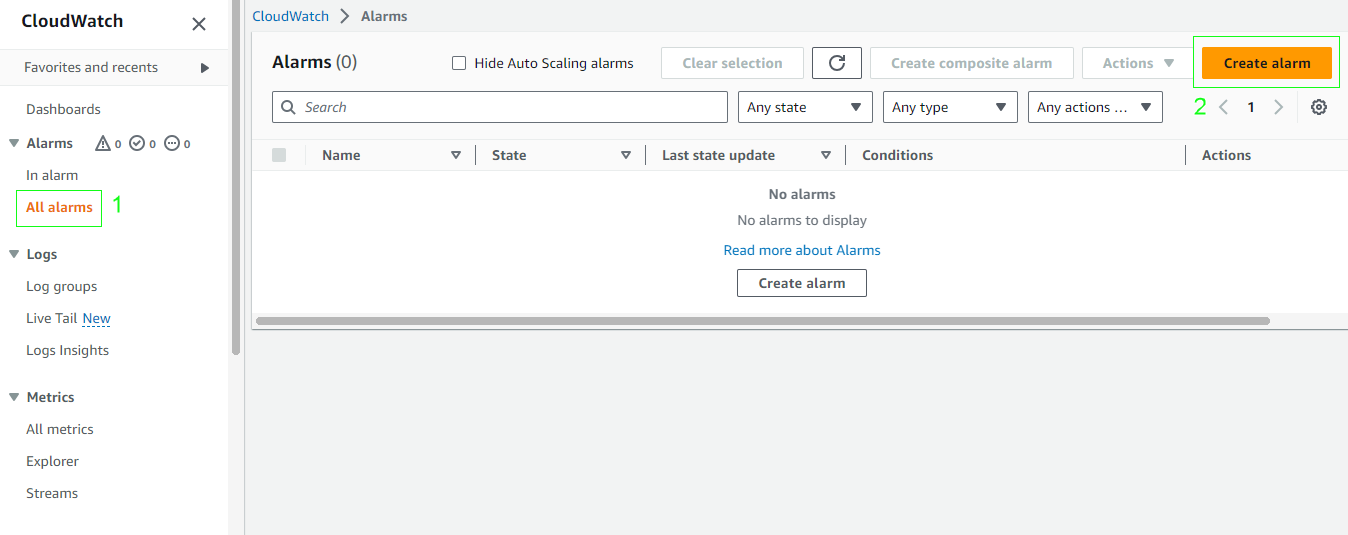 CloudWatch
Favorites and recents
Dashboards
Alarms 0 0 0
In alarm
All alarms 1
Logs
Log groups
Live Tail New
Logs Insights
Metrics
All metrics
Explorer
Streams
CloudWatch Alarms
Alarms (0) Hide Auto Scaling alarms Clear selection Create composite alarm Actions Create alarm
Search Any state Any type Any actions ... 2 1
Name State Last state update Conditions Actions
No alarms
No alarms to display
Read more about Alarms
Create alarm